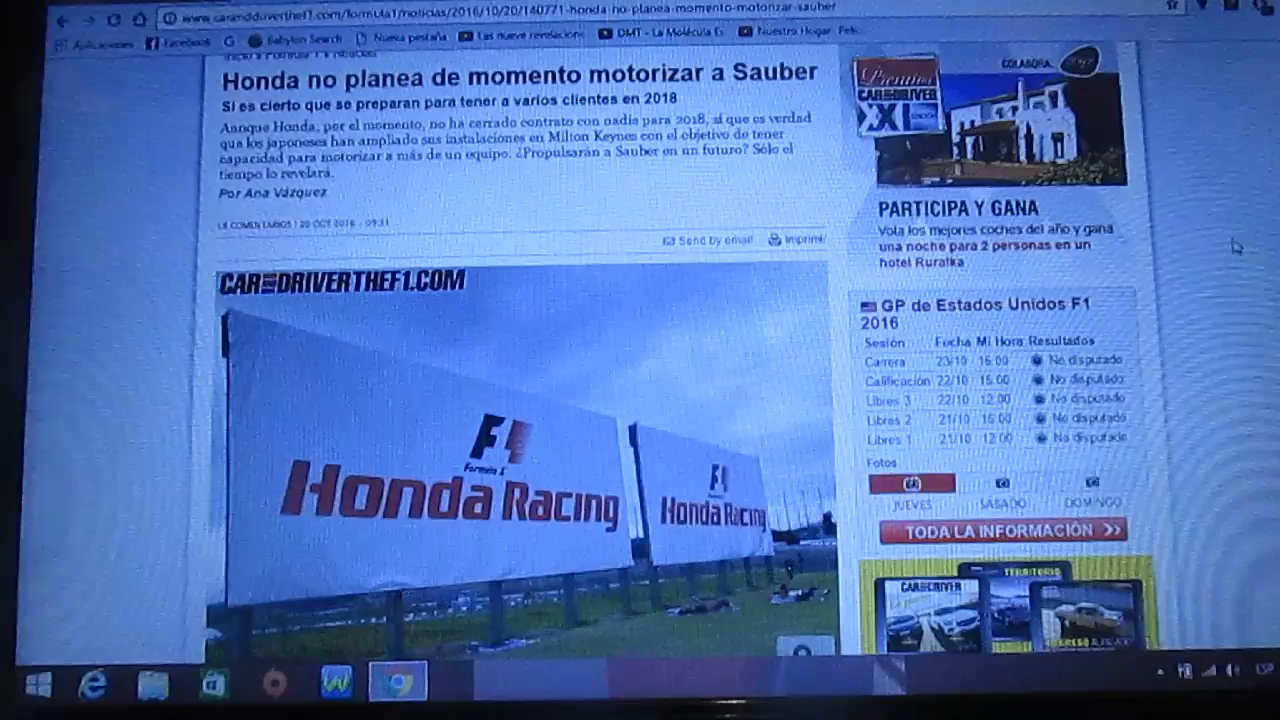 www.caranddriverthef1.com/formula1/noticias/2016/10/20/140771-honda-no-planea-momento-motorizar-sauber
Aplicaciones Facebook Babylon Search Nueva pestaña Las nueve revelacione DMT - La Molécula Es Nuestro Hogar- Pelic
Honda no planea de momento motorizar a Sauber
Sí es cierto que se preparan para tener a varios clientes en 2018
Aunque Honda, por el momento, no ha cerrado contrato con nadie para 2018, sí que es verdad
que los japoneses han ampliado sus instalaciones en Milton Keynes con el objetivo de tener
capacidad para motorizar a más de un equipo. ¿Propulsarán a Sauber en un futuro? Sólo el
tiempo lo revelará.
Por Ana Vázquez
COMENTARIOS | 20 OCT 2016 - 09:31
Send by email Imprimir
CARANDDRIVERTHEF1.COM
F1
Formula 1
Honda Racing
F1
Honda Racing
COLABORA
Premios
CAR AND DRIVER
XXI
PARTICIPA Y GANA
Vota los mejores coches del año y gana
una noche para 2 personas en un
hotel Ruralka
GP de Estados Unidos F1
2016
Sesión Fecha Mi Hora Resultados
Carrera 23/10 16:00 No disputado
Calificación 22/10 15:00 No disputado
Libres 3 22/10 12:00 No disputado
Libres 2 21/10 16:00 No disputado
Libres 1 21/10 12:00 No disputado
Fotos
JUEVES SÁBADO DOMINGO
TODA LA INFORMACIÓN >>
TERRITORIO
CAR AND DRIVER
ESP